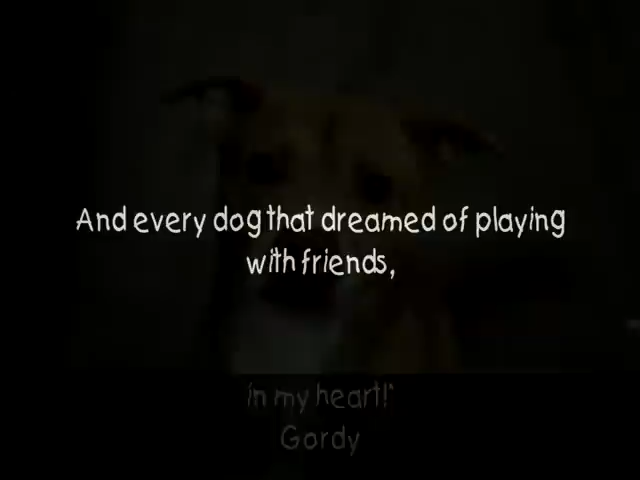 And every dog that dreamed of playing
with friends,
in my heart!"
Gordy